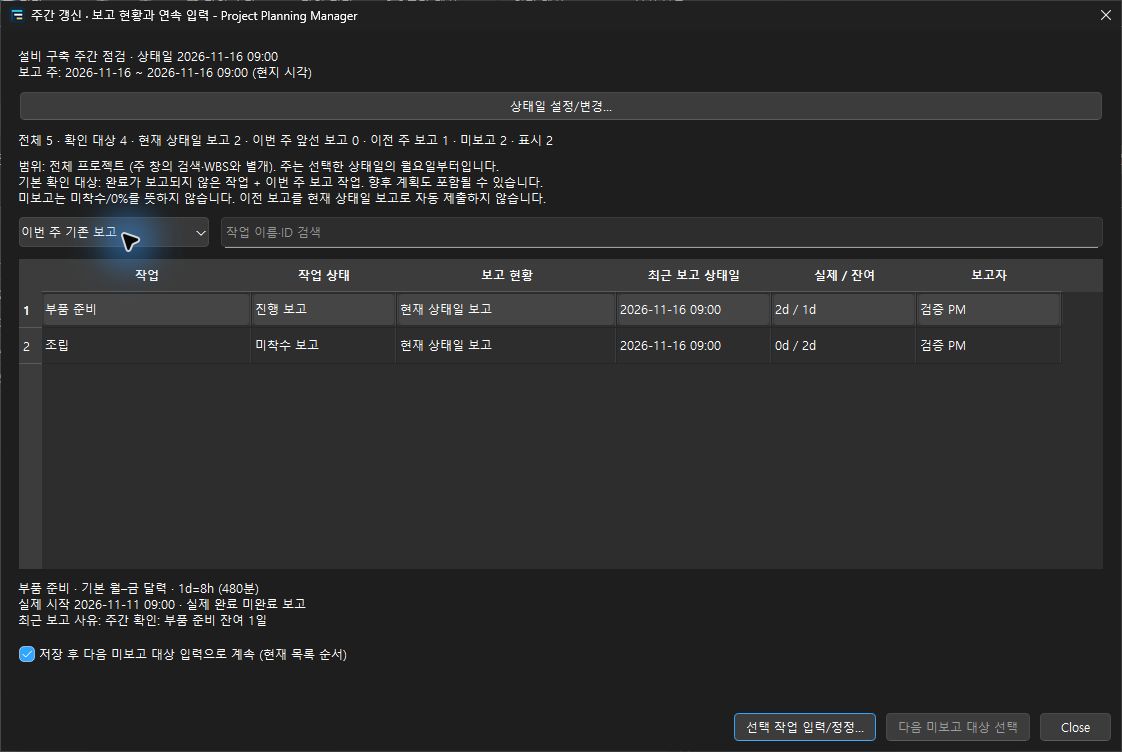 주간 갱신 · 보고 현황과 연속 입력 - Project Planning Manager
설비 구축 주간 점검 · 상태일 2026-11-16 09:00
보고 주: 2026-11-16 ~ 2026-11-16 09:00 (현지 시각)
상태일 설정/변경...
전체 5 · 확인 대상 4 · 현재 상태일 보고 2 · 이번 주 앞선 보고 0 · 이전 주 보고 1 · 미보고 2 · 표시 2
범위: 전체 프로젝트 (주 창의 검색·WBS와 별개). 주는 선택한 상태일의 월요일부터입니다.
기본 확인 대상: 완료가 보고되지 않은 작업 + 이번 주 보고 작업. 향후 계획도 포함될 수 있습니다.
미보고는 미착수/0%를 뜻하지 않습니다. 이전 보고를 현재 상태일 보고로 자동 제출하지 않습니다.
이번 주 기존 보고 작업 이름·ID 검색
작업 작업 상태 보고 현황 최근 보고 상태일 실제 / 잔여 보고자
1 부품 준비 진행 보고 현재 상태일 보고 2026-11-16 09:00 2d / 1d 검증 PM
2 조립 미착수 보고 현재 상태일 보고 2026-11-16 09:00 0d / 2d 검증 PM
부품 준비 · 기본 월–금 달력 · 1d=8h (480분)
실제 시작 2026-11-11 09:00 · 실제 완료 미완료 보고
최근 보고 사유: 주간 확인: 부품 준비 잔여 1일
저장 후 다음 미보고 대상 입력으로 계속 (현재 목록 순서)
선택 작업 입력/정정... 다음 미보고 대상 선택 Close